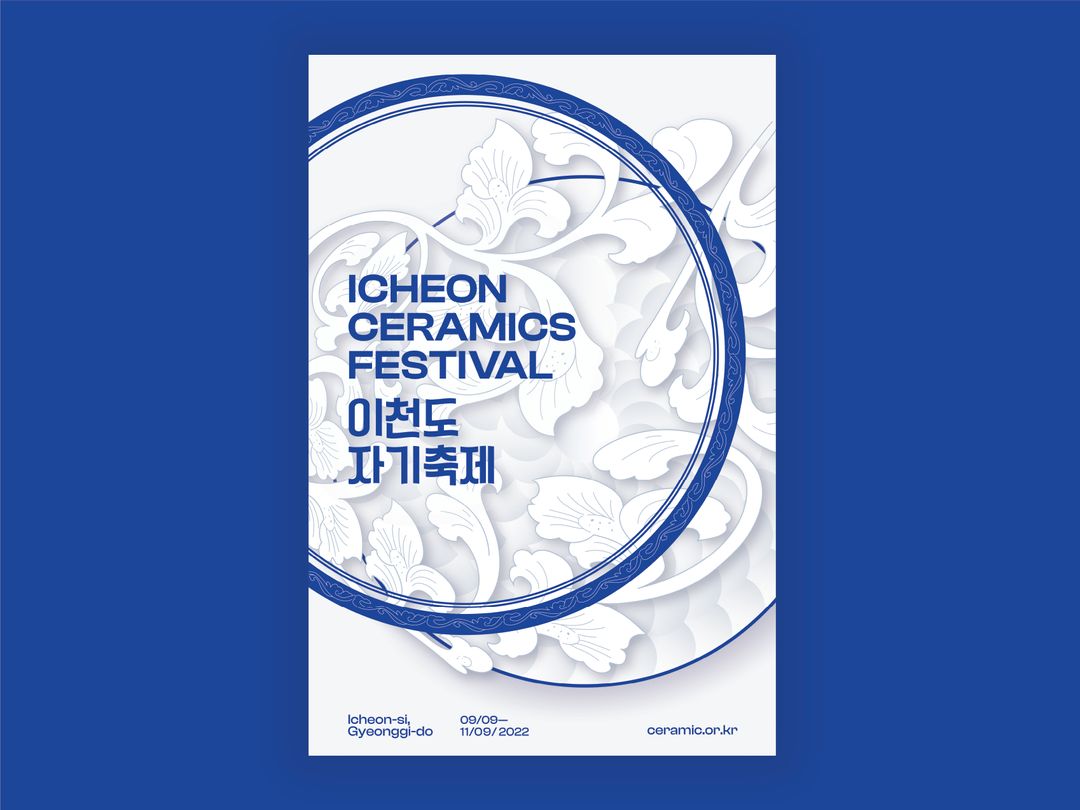 ICHEON
CERAMICS
FESTIVAL
이천도
자기축제
Icheon-si,
Gyeonggi-do
09/09—
11/09/2022
ceramic.or.kr